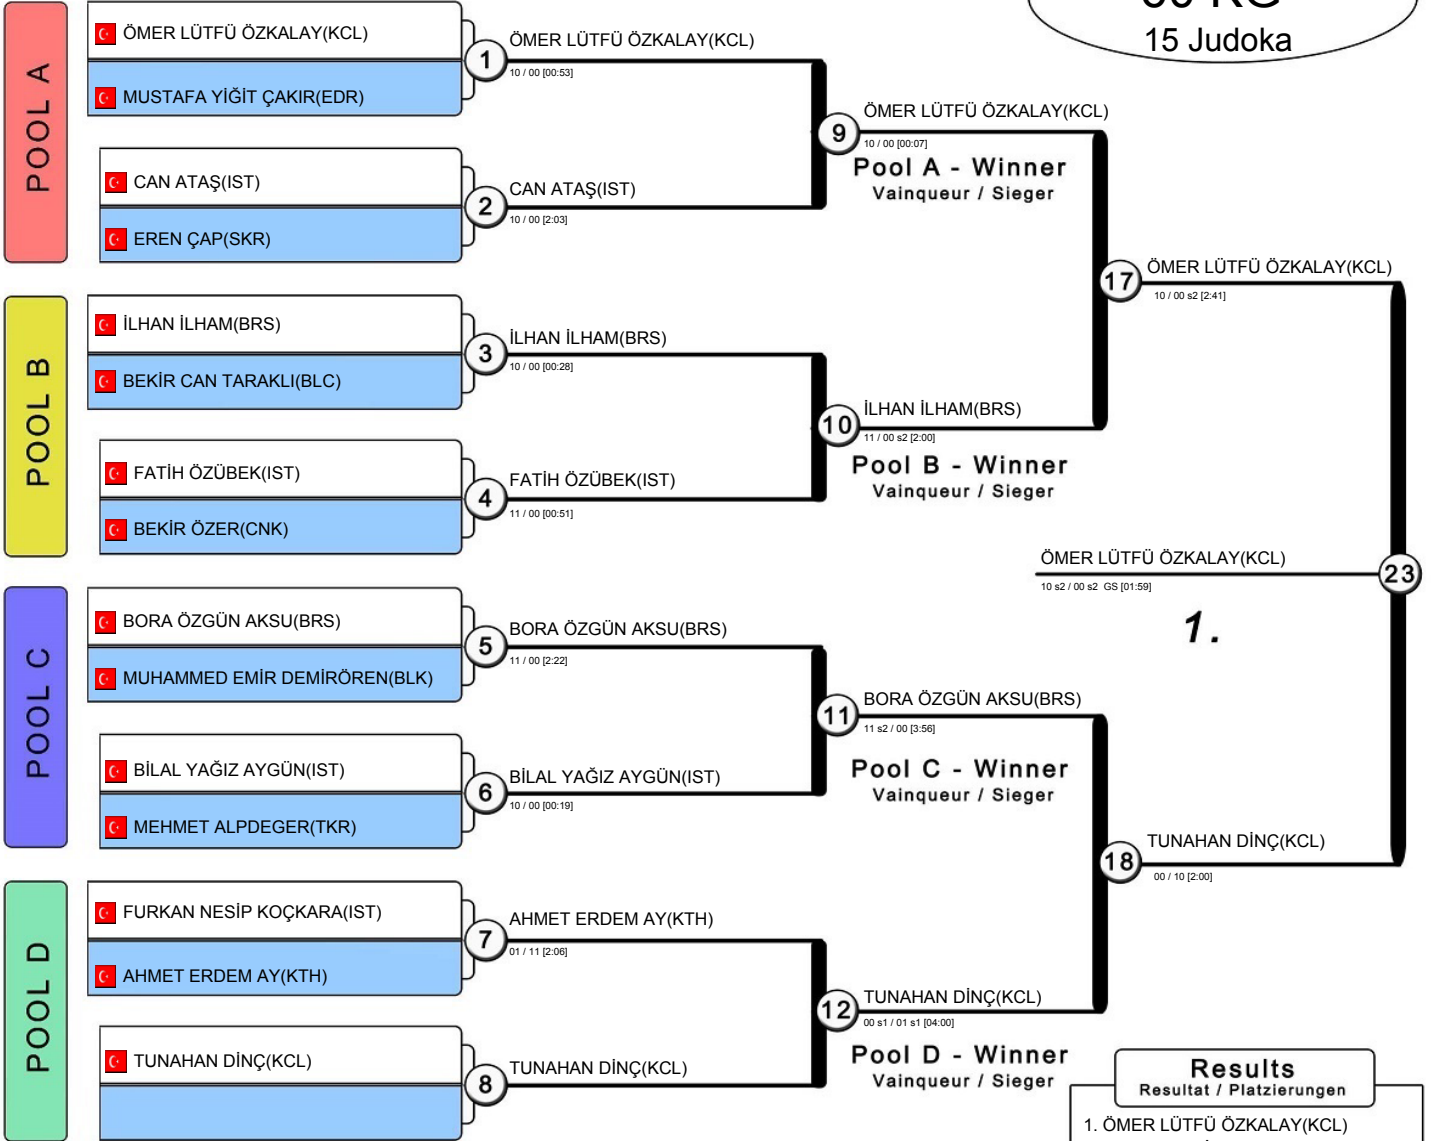 15 Judoka
POOL A
ÖMER LÜTFÜ ÖZKALAY(KCL)
MUSTAFA YİĞİT ÇAKIR(EDR)
1
ÖMER LÜTFÜ ÖZKALAY(KCL)
10 / 00 [00:53]
CAN ATAŞ(IST)
EREN ÇAP(SKR)
2
CAN ATAŞ(IST)
10 / 00 [2:03]
9
ÖMER LÜTFÜ ÖZKALAY(KCL)
10 / 00 [00:07]
Pool A - Winner
Vainqueur / Sieger
POOL B
İLHAN İLHAM(BRS)
BEKİR CAN TARAKLI(BLC)
3
İLHAN İLHAM(BRS)
10 / 00 [00:28]
FATİH ÖZÜBEK(IST)
BEKİR ÖZER(CNK)
4
FATİH ÖZÜBEK(IST)
11 / 00 [00:51]
10
İLHAN İLHAM(BRS)
11 / 00 s2 [2:00]
Pool B - Winner
Vainqueur / Sieger
17
ÖMER LÜTFÜ ÖZKALAY(KCL)
10 / 00 s2 [2:41]
POOL C
BORA ÖZGÜN AKSU(BRS)
MUHAMMED EMİR DEMİRÖREN(BLK)
5
BORA ÖZGÜN AKSU(BRS)
11 / 00 [2:22]
BİLAL YAĞIZ AYGÜN(IST)
MEHMET ALPDEGER(TKR)
6
BİLAL YAĞIZ AYGÜN(IST)
10 / 00 [00:19]
11
BORA ÖZGÜN AKSU(BRS)
11 s2 / 00 [3:56]
Pool C - Winner
Vainqueur / Sieger
POOL D
FURKAN NESİP KOÇKARA(IST)
AHMET ERDEM AY(KTH)
7
AHMET ERDEM AY(KTH)
01 / 11 [2:06]
TUNAHAN DİNÇ(KCL)
8
TUNAHAN DİNÇ(KCL)
12
TUNAHAN DİNÇ(KCL)
00 s1 / 01 s1 [04:00]
Pool D - Winner
Vainqueur / Sieger
18
TUNAHAN DİNÇ(KCL)
00 / 10 [2:00]
ÖMER LÜTFÜ ÖZKALAY(KCL)
23
10 s2 / 00 s2 GS [01:59]
1.
Results
Resultat / Platzierungen
1. ÖMER LÜTFÜ ÖZKALAY(KCL)